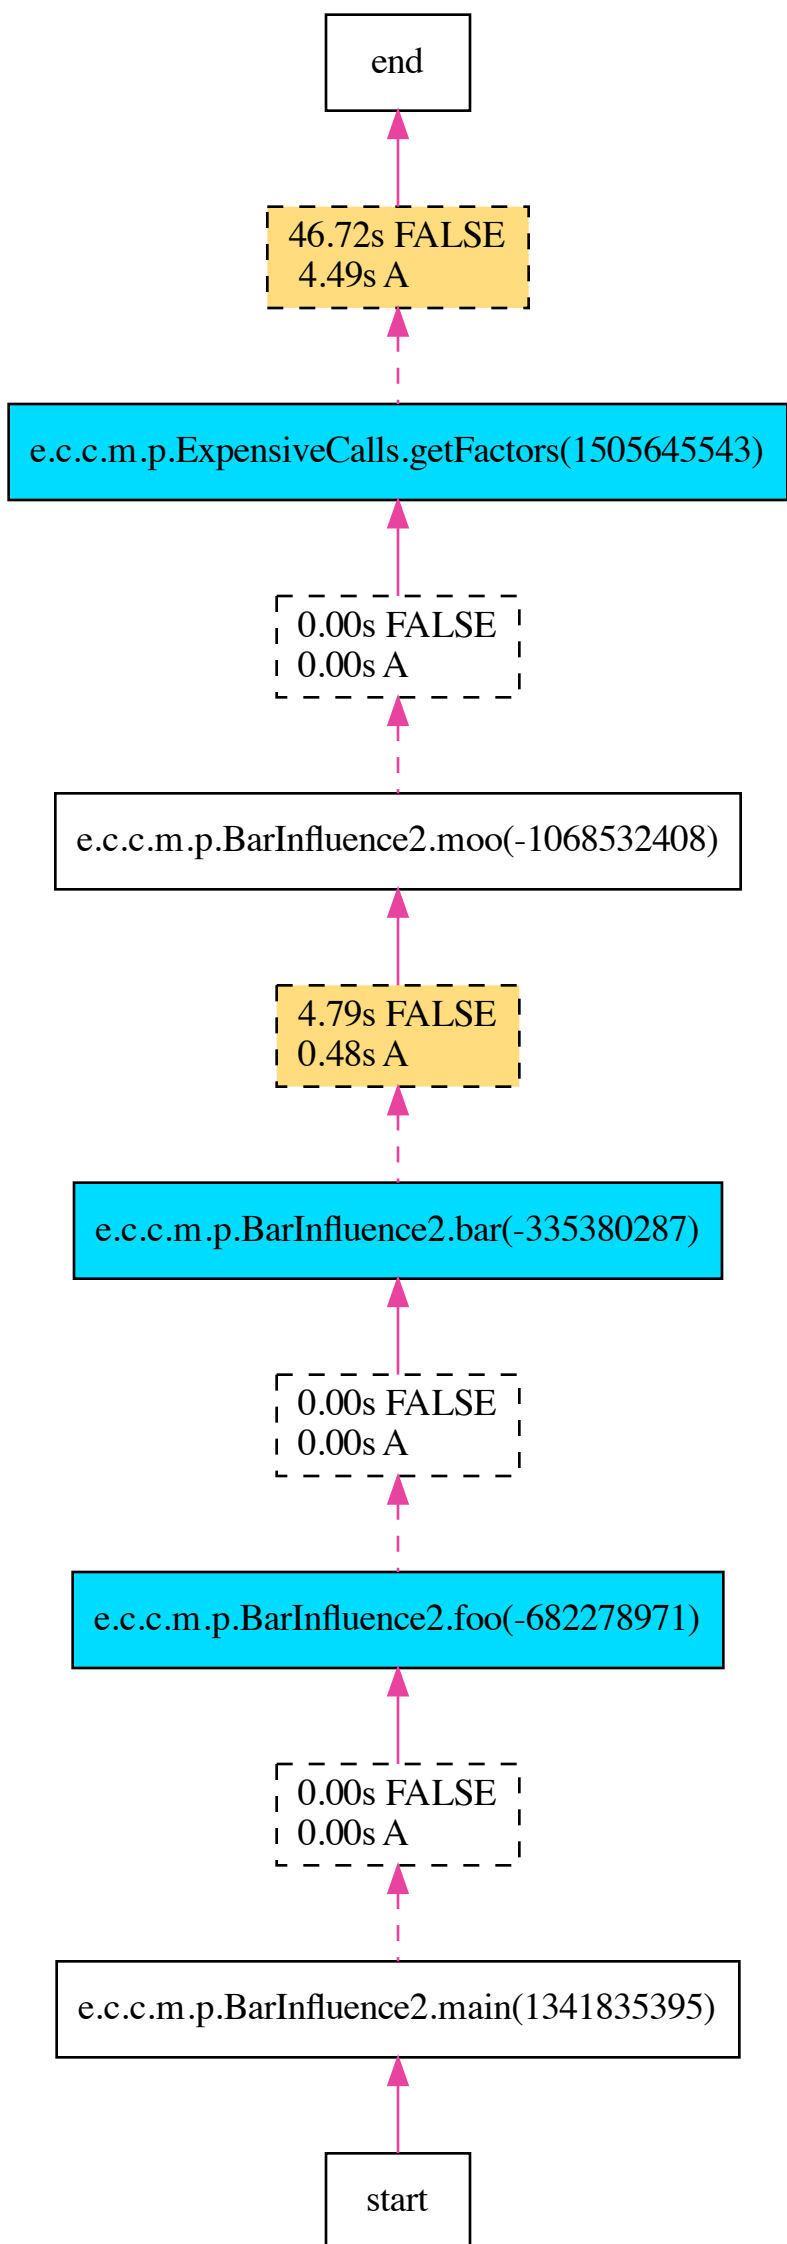 end
46.72s FALSE
4.49s A
e.c.c.m.p.ExpensiveCalls.getFactors(1505645543)
0.00s FALSE
0.00s A
e.c.c.m.p.BarInfluence2.moo(-1068532408)
4.79s FALSE
0.48s A
e.c.c.m.p.BarInfluence2.bar(-335380287)
0.00s FALSE
0.00s A
e.c.c.m.p.BarInfluence2.foo(-682278971)
0.00s FALSE
0.00s A
e.c.c.m.p.BarInfluence2.main(1341835395)
start